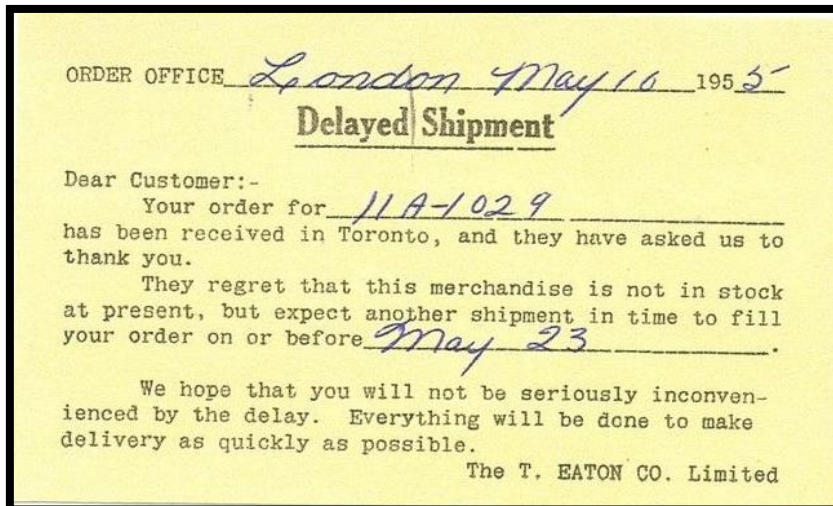 ORDER OFFICE London May 10 1955
Delayed Shipment
Dear Customer:-
Your order for 11A-1029
has been received in Toronto, and they have asked us to
thank you.
They regret that this merchandise is not in stock
at present, but expect another shipment in time to fill
your order on or before May 23.
We hope that you will not be seriously inconven-
ienced by the delay. Everything will be done to make
delivery as quickly as possible.
The T. EATON CO. Limited